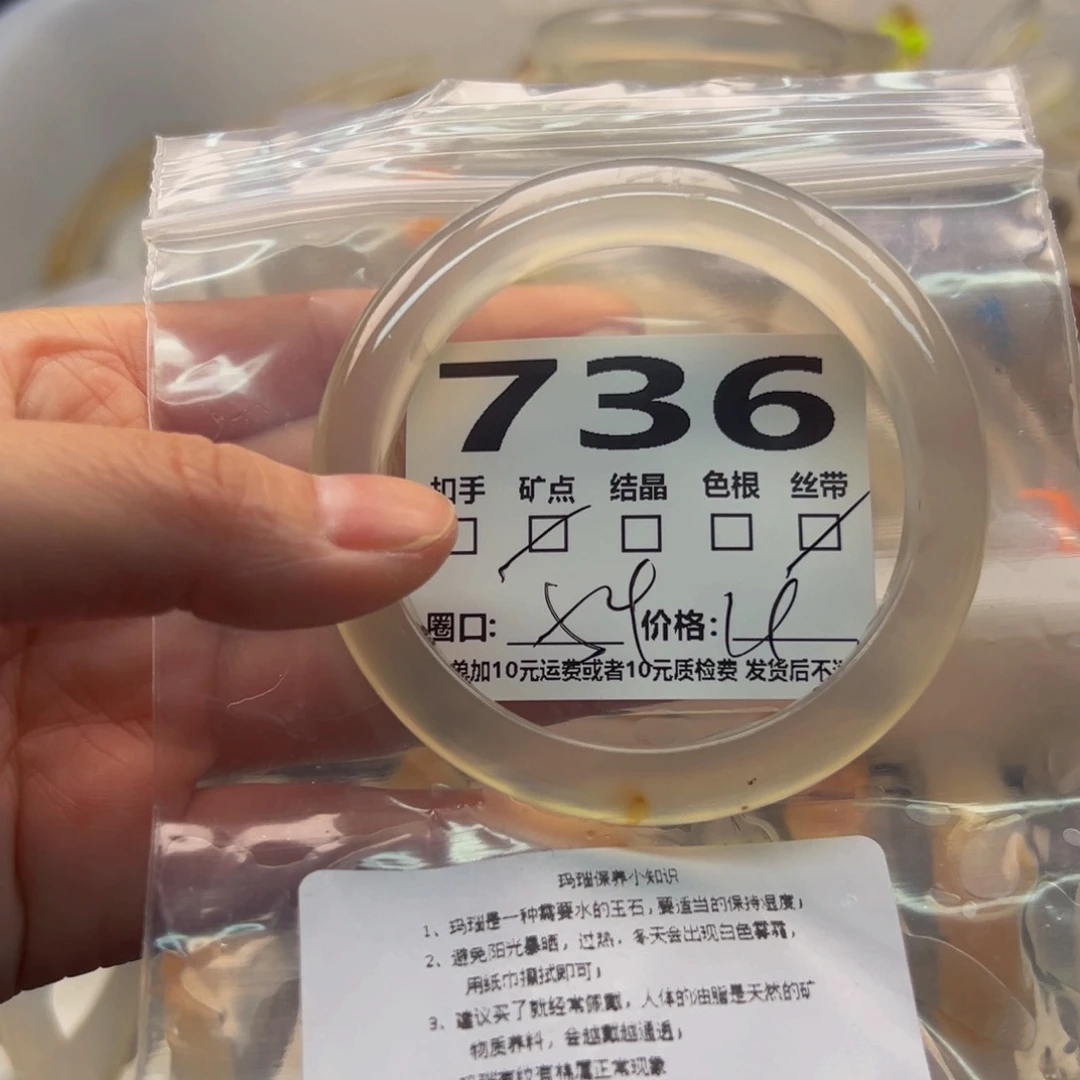 736
扣手 矿点 结晶 色根 丝带
圈口: 价格:
单加10元运费或者10元质检费 发货后不
玛瑙保养小知识
1、玛瑙是一种需要水的玉石,要适当的保持湿度;
2、避免阳光暴晒,过热.冬天会出现白色雾霜,
用纸巾擦拭即可;
3、建议买了就经常佩戴,人体的油脂是天然的矿
物质养料,会越戴越通透;
正常现象